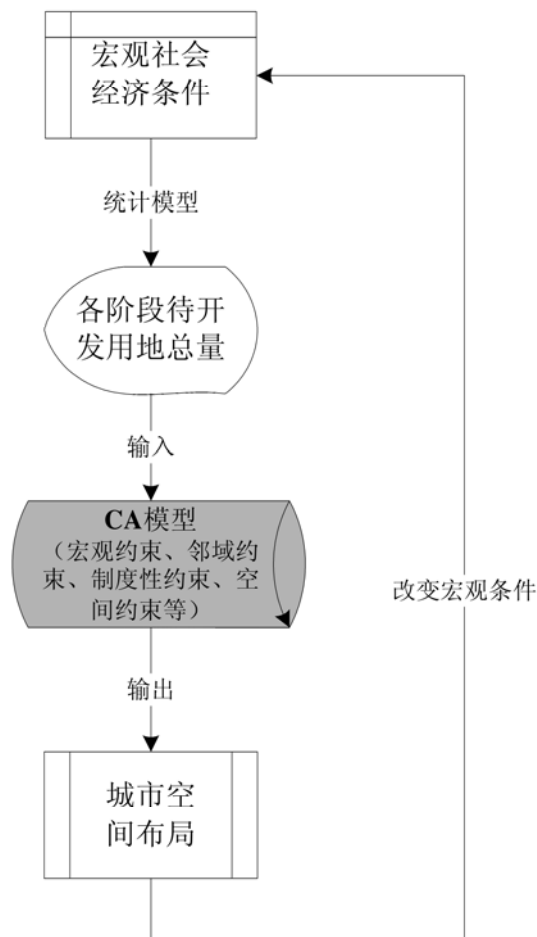 宏观社会
经济条件
统计模型
各阶段待开
发用地总量
输入
CA模型
（宏观约束、邻域约
束、制度性约束、空
间约束等）
改变宏观条件
输出
城市空
间布局